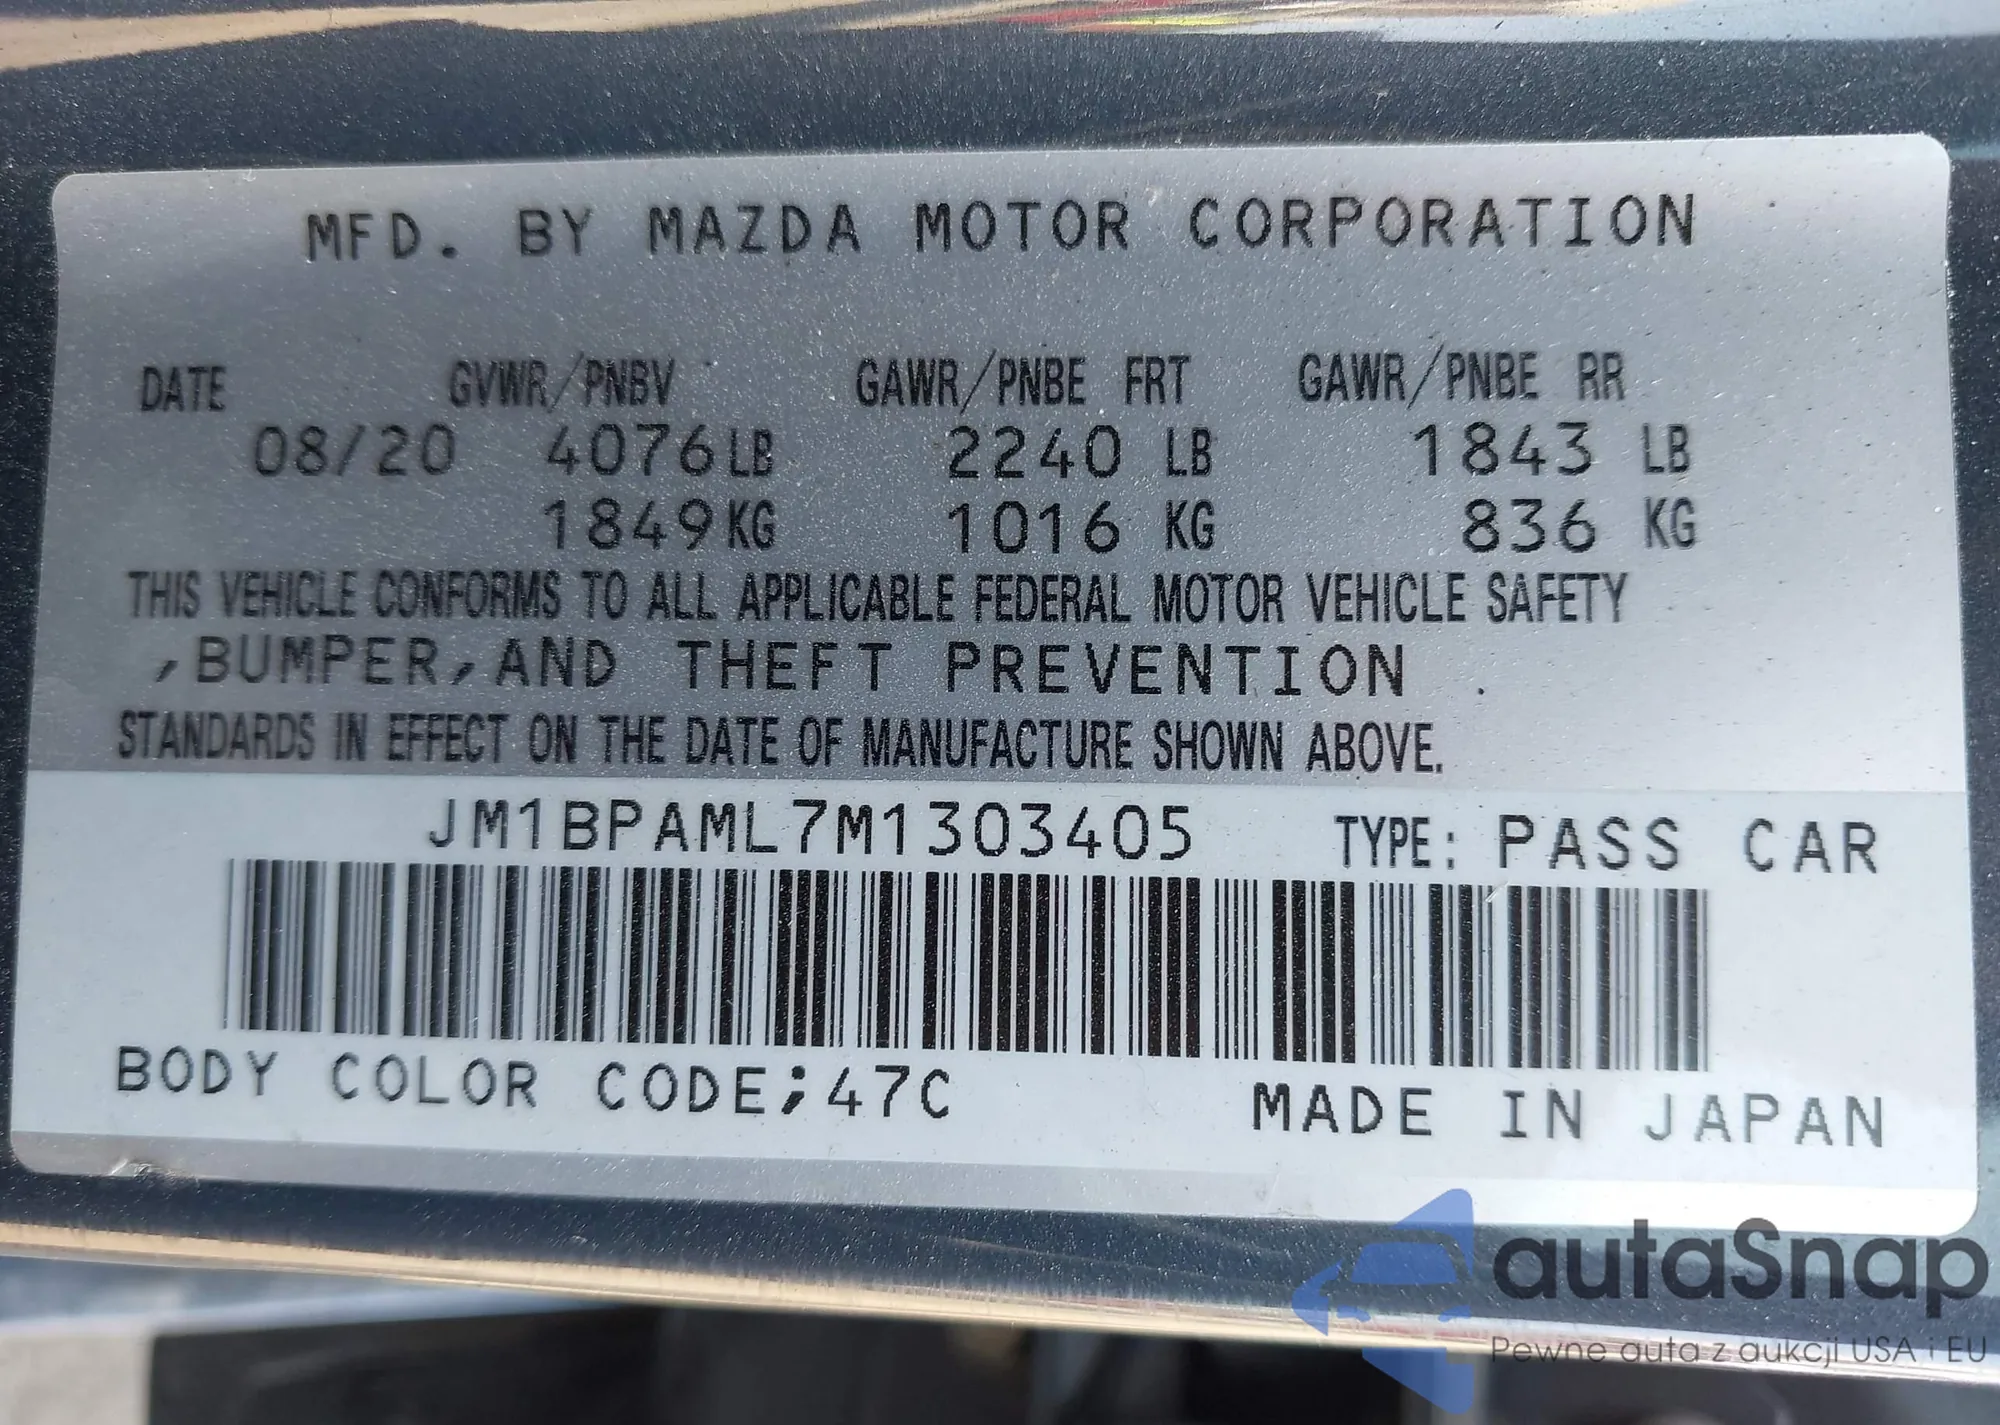 MFD. BY MAZDA MOTOR CORPORATION
DATE GVWR/PNBV GAWR/PNBE FRT GAWR/PNBE RR
08/20 4076LB 2240 LB 1843 LB
1849KG 1016 KG 836 KG
THIS VEHICLE CONFORMS TO ALL APPLICABLE FEDERAL MOTOR VEHICLE SAFETY
,BUMPER,AND THEFT PREVENTION
STANDARDS IN EFFECT ON THE DATE OF MANUFACTURE SHOWN ABOVE.
JM1BPAML7M1303405 TYPE: PASS CAR
BODY COLOR CODE;47C MADE IN JAPAN
autaSnap
Pewne auta z aukcji USA i EU